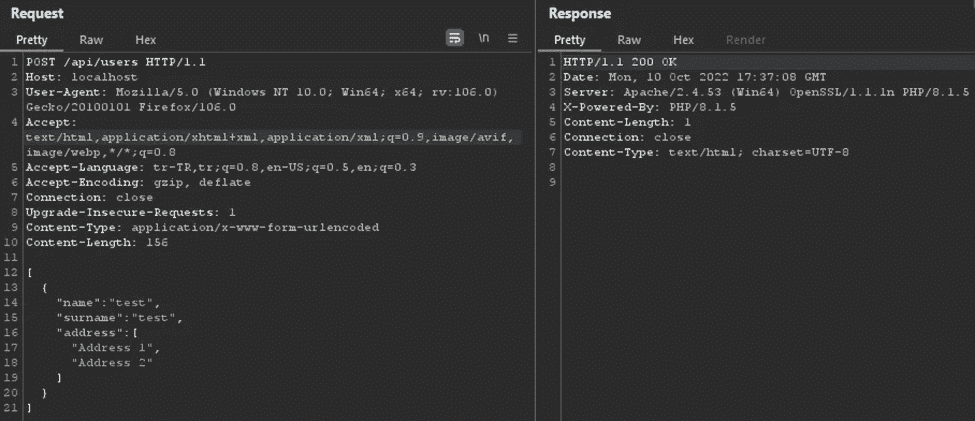 Request
Pretty Raw Hex \n
1 POST /api/users HTTP/1.1
2 Host: localhost
3 User-Agent: Mozilla/5.0 (Windows NT 10.0; Win64; x64; rv:106.0)
Gecko/20100101 Firefox/106.0
4 Accept:
text/html,application/xhtml+xml,application/xml;q=0.9,image/avif,
image/webp,*/*;q=0.8
5 Accept-Language: tr-TR,tr;q=0.8,en-US;q=0.5,en;q=0.3
6 Accept-Encoding: gzip, deflate
7 Connection: close
8 Upgrade-Insecure-Requests: 1
9 Content-Type: application/x-www-form-urlencoded
10 Content-Length: 156
11
12 [
13 {
14 "name":"test",
15 "surname":"test",
16 "address":[
17 "Address 1",
18 "Address 2"
19 ]
20 }
21 ]
Response
Pretty Raw Hex Render
1 HTTP/1.1 200 OK
2 Date: Mon, 10 Oct 2022 17:37:08 GMT
3 Server: Apache/2.4.53 (Win64) OpenSSL/1.1.1n PHP/8.1.5
4 X-Powered-By: PHP/8.1.5
5 Content-Length: 1
6 Connection: close
7 Content-Type: text/html; charset=UTF-8
8
9